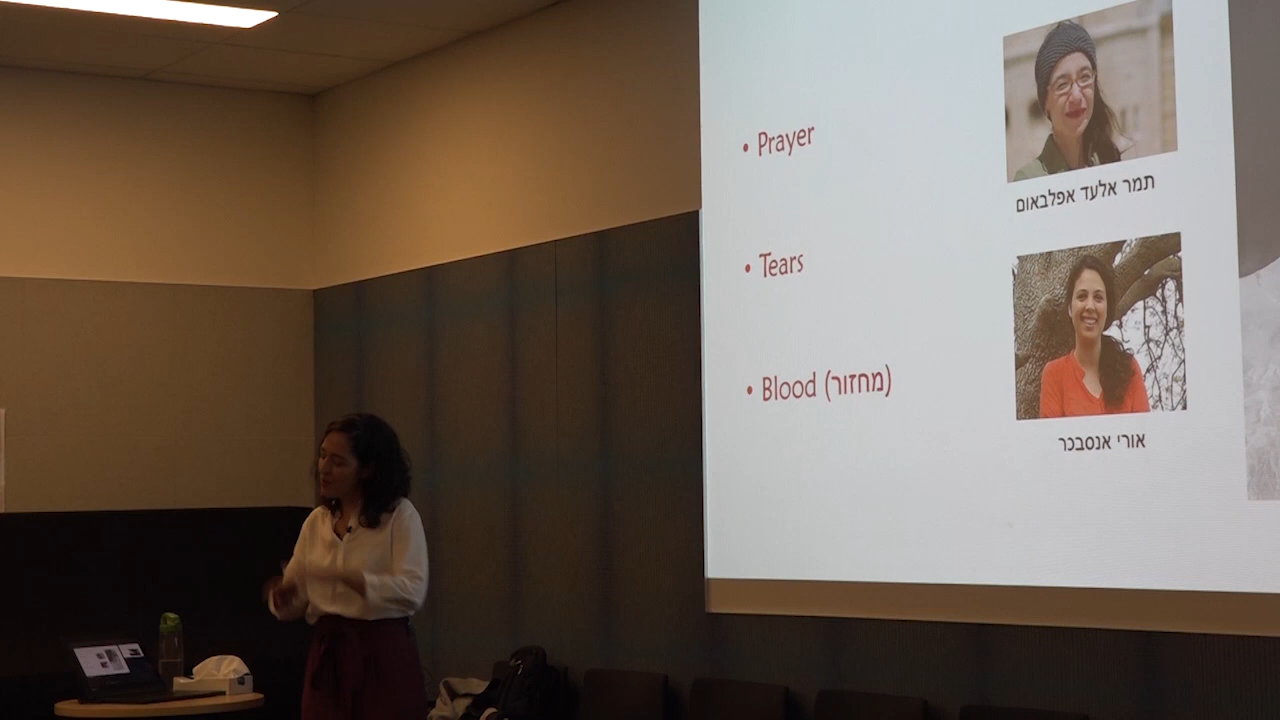 • Prayer
• Tears
• Blood (מחזור)
תמר אלעד אפלבאום
אורי אנסבכר